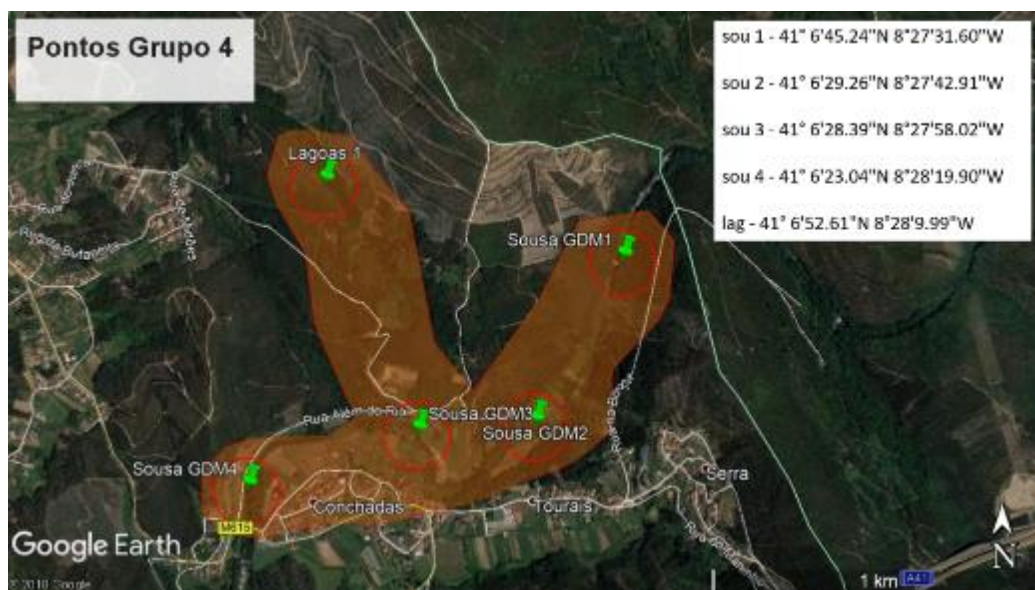 Pontos Grupo 4
sou 1 - 41° 6'45.24"N 8°27'31.60"W
sou 2 - 41° 6'29.26"N 8°27'42.91"W
sou 3 - 41° 6'28.39"N 8°27'58.02"W
sou 4 - 41° 6'23.04"N 8°28'19.90"W
lag - 41° 6'52.61"N 8°28'9.99"W
Lagoas 1
Sousa GDM1
Rua Além do Rio
Sousa GDM3
Sousa GDM2
Sousa GDM4
Serra
Conchadas
Tourais
M615
Google Earth
© 2018 Google
1 km
A41
N